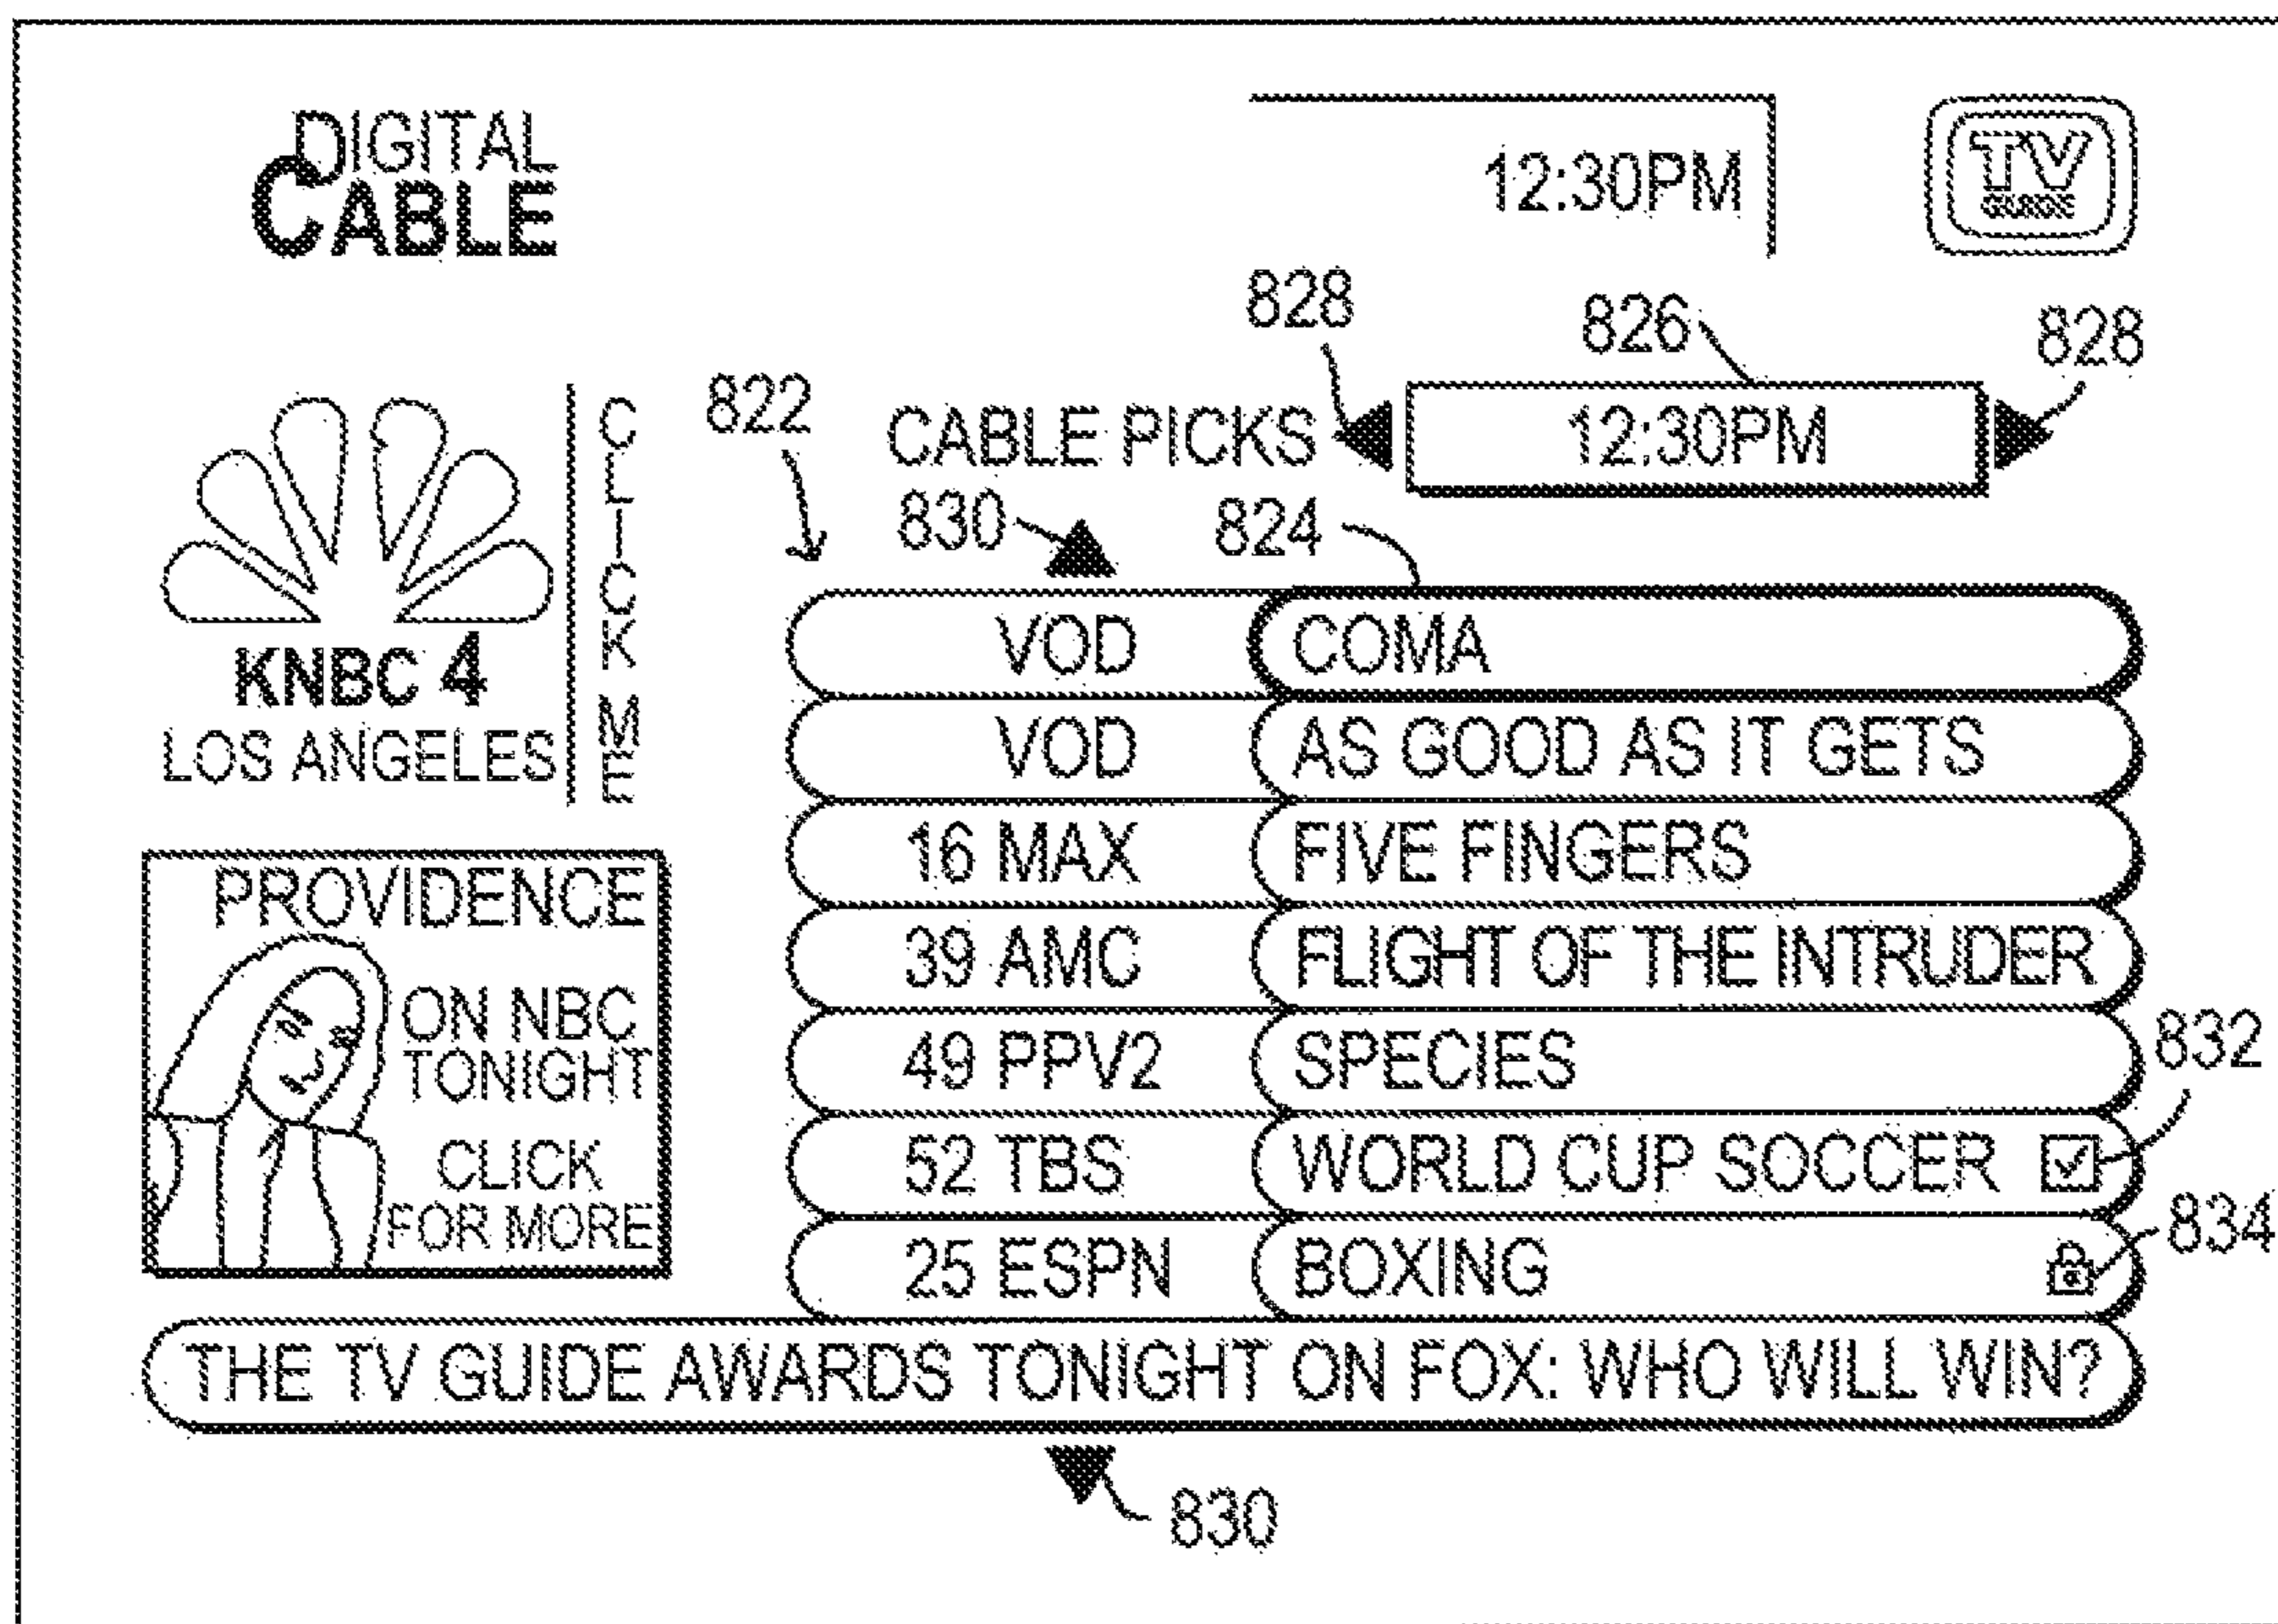 DIGITAL
CABLE
12:30PM
TV
GUIDE
828
826
828
822
CABLE PICKS
12:30PM
830
824
KNBC 4
LOS ANGELES
CLICK ME
VOD COMA
VOD AS GOOD AS IT GETS
16 MAX FIVE FINGERS
39 AMC FLIGHT OF THE INTRUDER
49 PPV2 SPECIES
832
52 TBS WORLD CUP SOCCER
25 ESPN BOXING
834
PROVIDENCE
ON NBC
TONIGHT
CLICK
FOR MORE
THE TV GUIDE AWARDS TONIGHT ON FOX: WHO WILL WIN?
830